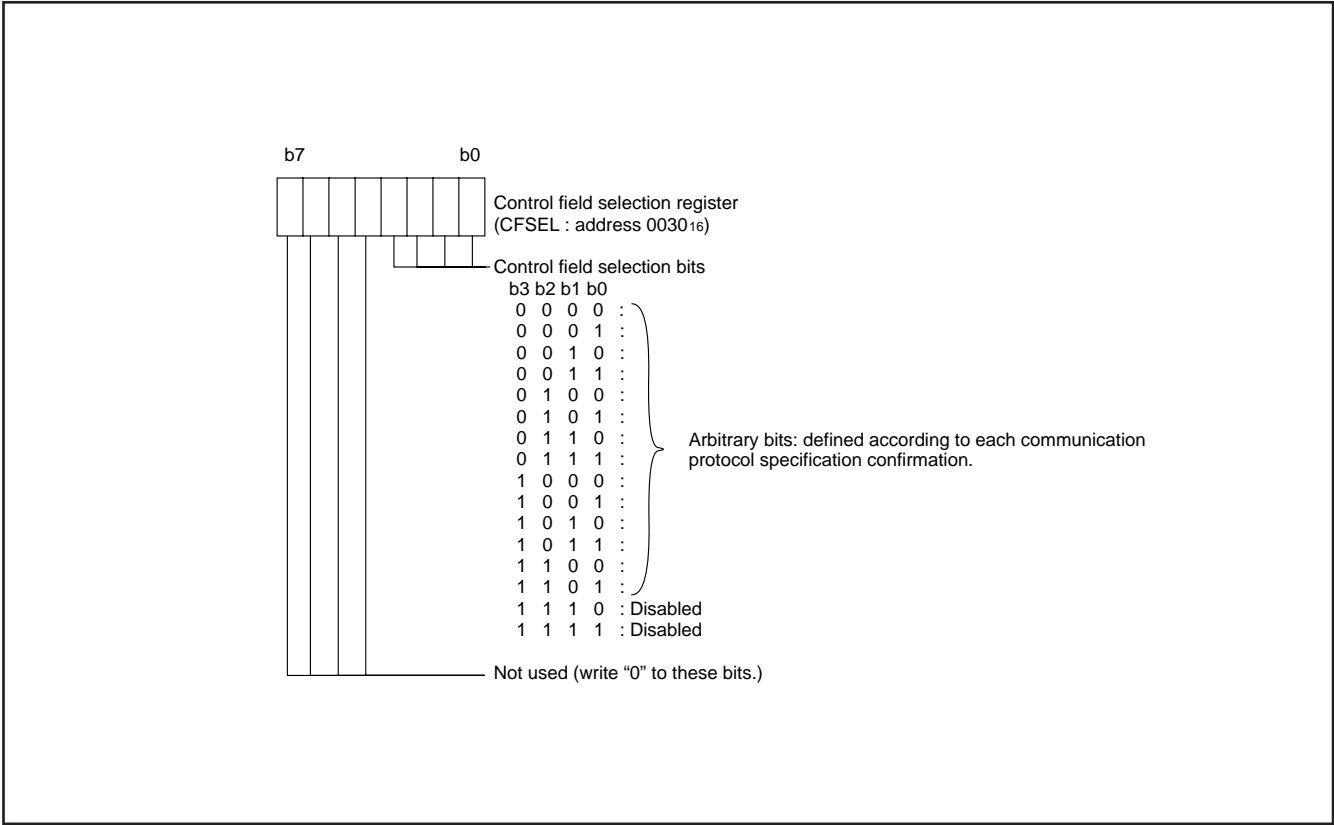 b7 b0
Control field selection register
(CFSEL : address 003016)
Control field selection bits
b3 b2 b1 b0
0 0 0 0 :
0 0 0 1 :
0 0 1 0 :
0 0 1 1 :
0 1 0 0 :
0 1 0 1 :
0 1 1 0 :
0 1 1 1 :
1 0 0 0 :
1 0 0 1 :
1 0 1 0 :
1 0 1 1 :
1 1 0 0 :
1 1 0 1 :
Arbitrary bits: defined according to each communication
protocol specification confirmation.
1 1 1 0 : Disabled
1 1 1 1 : Disabled
Not used (write “0” to these bits.)